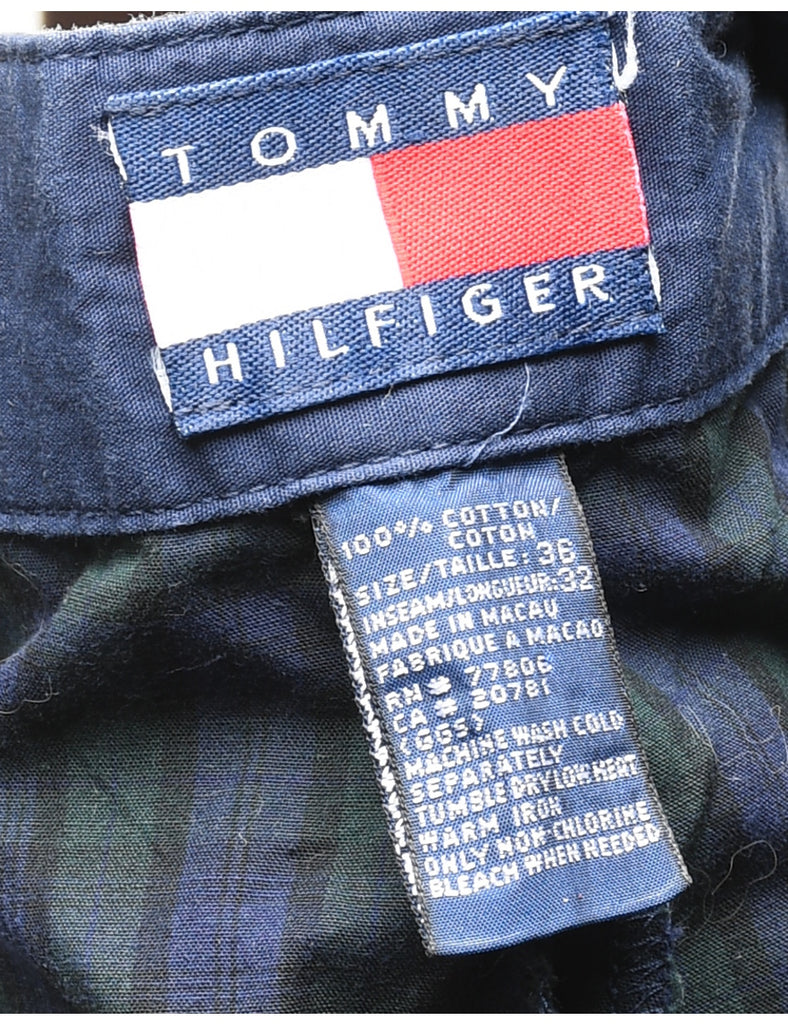 TOMMY
HILFIGER
100% COTTON/
COTON
SIZE/TAILLE: 36
INSEAM/LONGUEUR: 32
MADE IN MACAU
FABRIQUE A MACAO
RN # 77806
CA # 20781
(GGS)
MACHINE WASH COLD
SEPARATELY
TUMBLE DRY LOW HEAT
WARM IRON
ONLY NON-CHLORINE
BLEACH WHEN NEEDED